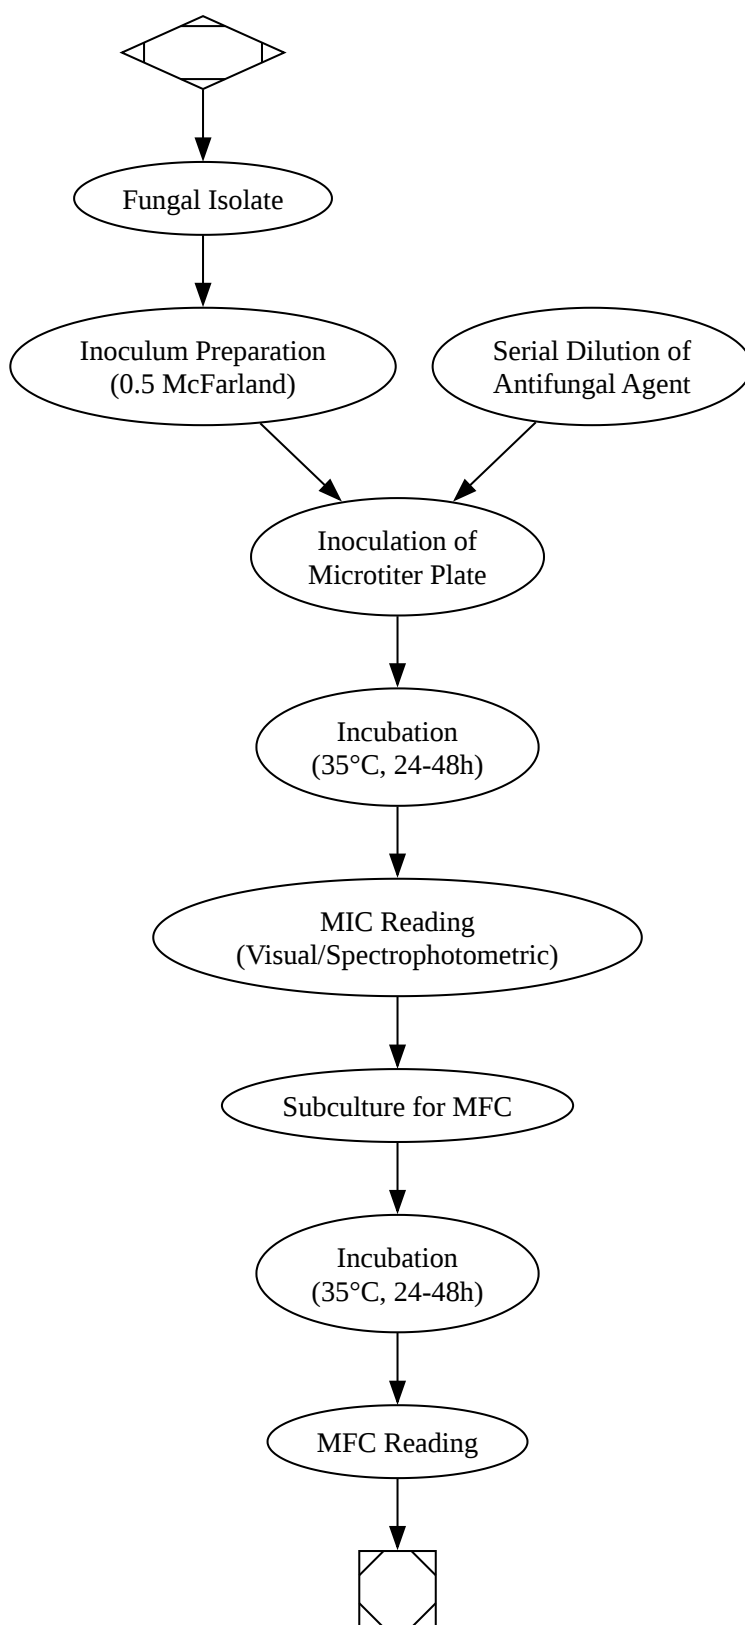 Fungal Isolate
Inoculum Preparation
(0.5 McFarland)
Serial Dilution of
Antifungal Agent
Inoculation of
Microtiter Plate
Incubation
(35°C, 24-48h)
MIC Reading
(Visual/Spectrophotometric)
Subculture for MFC
Incubation
(35°C, 24-48h)
MFC Reading